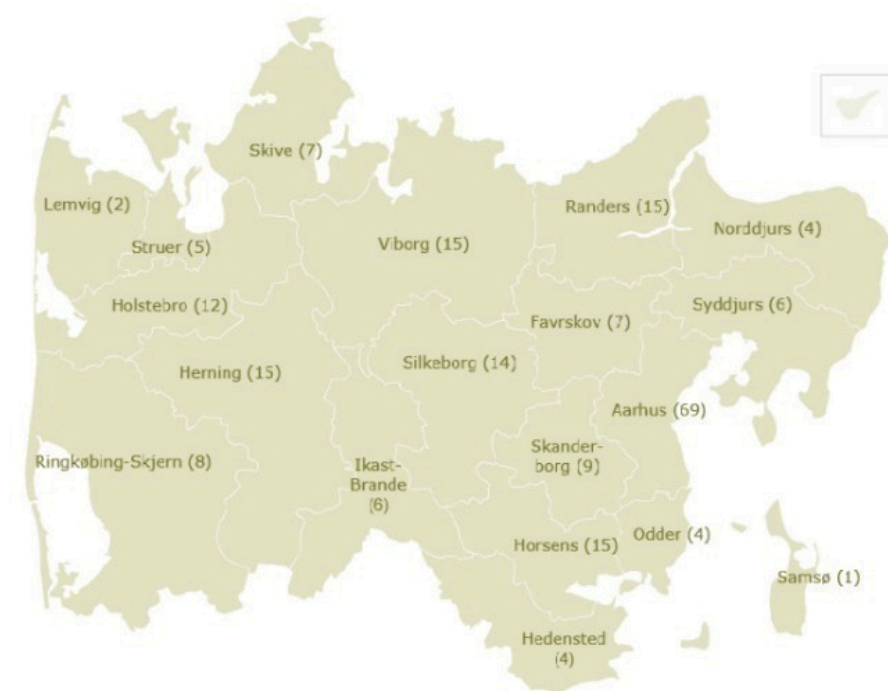 Skive (7)
Lemvig (2)
Randers (15)
Norddjurs (4)
Struer (5)
Viborg (15)
Holstebro (12)
Syddjurs (6)
Favrskov (7)
Herning (15)
Silkeborg (14)
Aarhus (69)
Ringkøbing-Skjern (8)
Ikast-
Brande
(6)
Skander-
borg (9)
Horsens (15)
Odder (4)
Samsø (1)
Hedensted
(4)